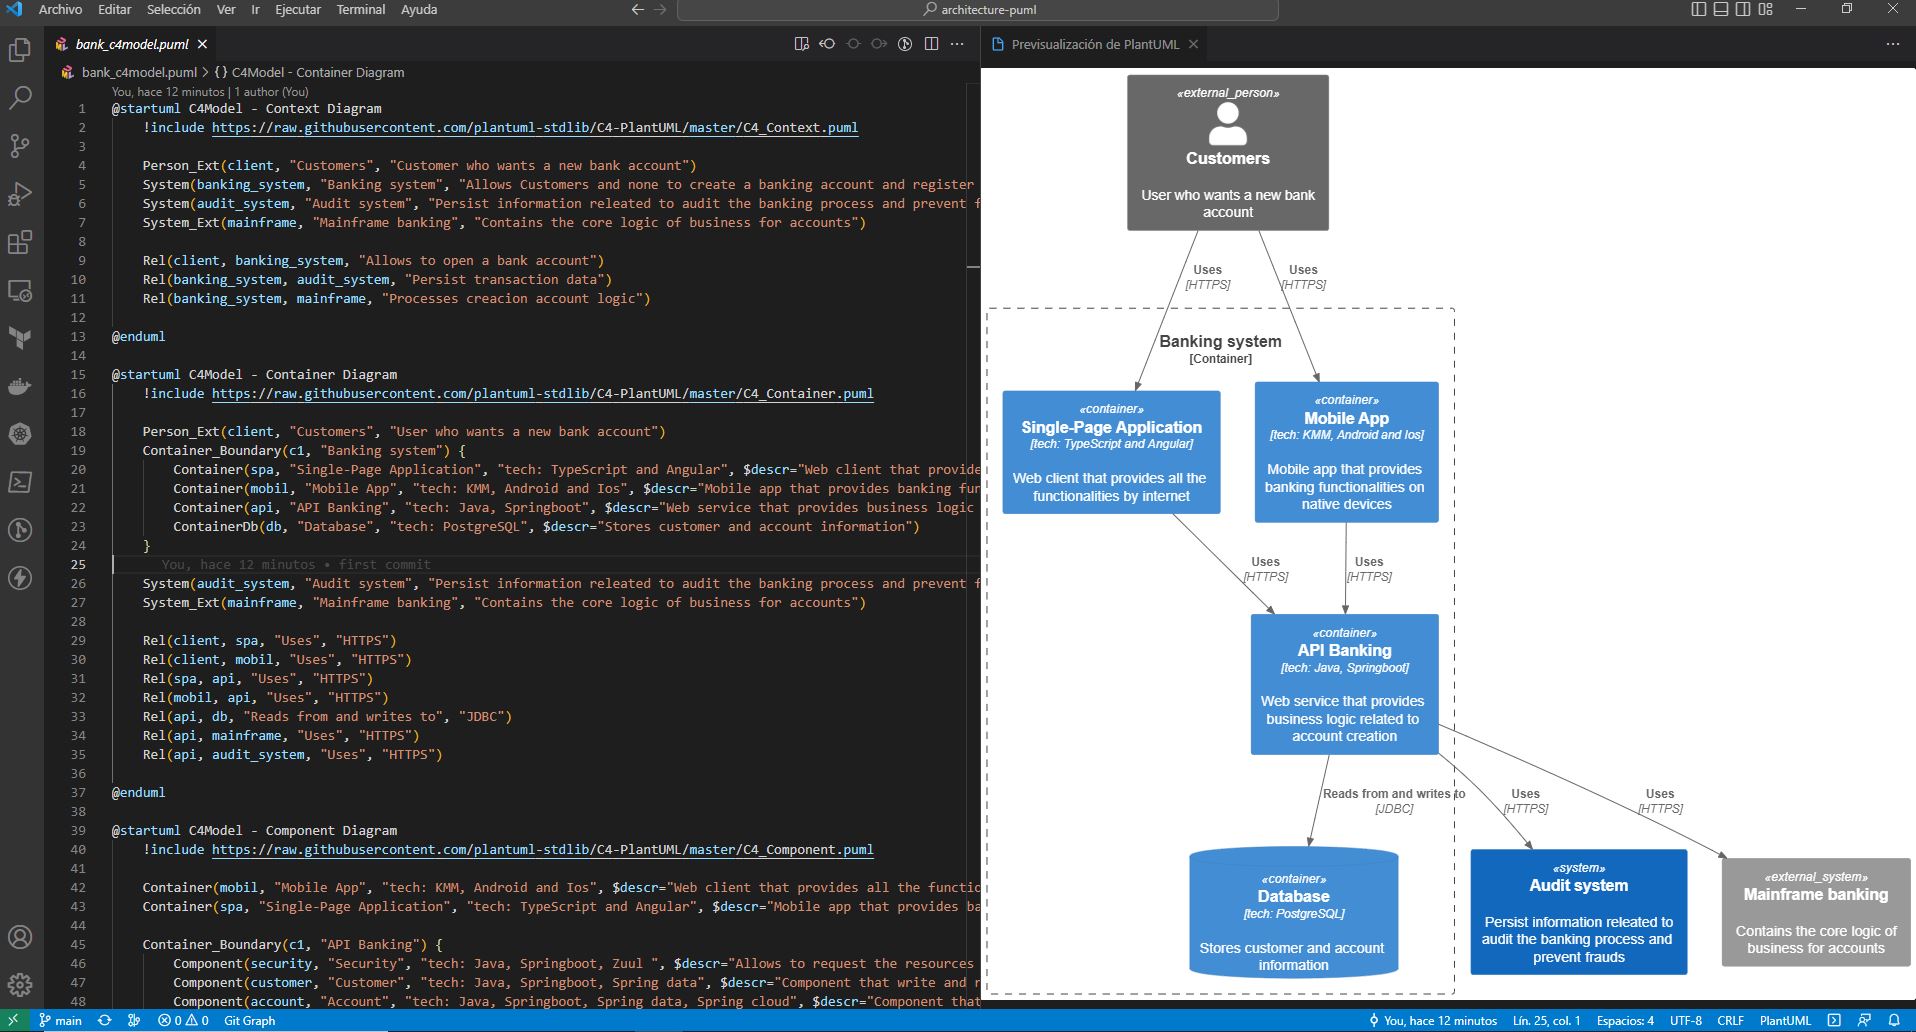 Archivo Editar Selección Ver Ir Ejecutar Terminal Ayuda
architecture-puml
bank_c4model.puml
bank_c4model.puml > {} C4Model - Container Diagram
You, hace 12 minutos | 1 author (You)
1 @startuml C4Model - Context Diagram
2 !include https://raw.githubusercontent.com/plantuml-stdlib/C4-PlantUML/master/C4_Context.puml
3
4 Person_Ext(client, "Customers", "Customer who wants a new bank account")
5 System(banking_system, "Banking system", "Allows Customers and none to create a banking account and register
6 System(audit_system, "Audit system", "Persist information releated to audit the banking process and prevent f
7 System_Ext(mainframe, "Mainframe banking", "Contains the core logic of business for accounts")
8
9 Rel(client, banking_system, "Allows to open a bank account")
10 Rel(banking_system, audit_system, "Persist transaction data")
11 Rel(banking_system, mainframe, "Processes creacion account logic")
12
13 @enduml
14
15 @startuml C4Model - Container Diagram
16 !include https://raw.githubusercontent.com/plantuml-stdlib/C4-PlantUML/master/C4_Container.puml
17
18 Person_Ext(client, "Customers", "User who wants a new bank account")
19 Container_Boundary(c1, "Banking system") {
20 Container(spa, "Single-Page Application", "tech: TypeScript and Angular", $descr="Web client that provide
21 Container(mobil, "Mobile App", "tech: KMM, Android and Ios", $descr="Mobile app that provides banking fun
22 Container(api, "API Banking", "tech: Java, Springboot", $descr="Web service that provides business logic
23 ContainerDb(db, "Database", "tech: PostgreSQL", $descr="Stores customer and account information")
24 }
25 You, hace 12 minutos • first commit
26 System(audit_system, "Audit system", "Persist information releated to audit the banking process and prevent f
27 System_Ext(mainframe, "Mainframe banking", "Contains the core logic of business for accounts")
28
29 Rel(client, spa, "Uses", "HTTPS")
30 Rel(client, mobil, "Uses", "HTTPS")
31 Rel(spa, api, "Uses", "HTTPS")
32 Rel(mobil, api, "Uses", "HTTPS")
33 Rel(api, db, "Reads from and writes to", "JDBC")
34 Rel(api, mainframe, "Uses", "HTTPS")
35 Rel(api, audit_system, "Uses", "HTTPS")
36
37 @enduml
38
39 @startuml C4Model - Component Diagram
40 !include https://raw.githubusercontent.com/plantuml-stdlib/C4-PlantUML/master/C4_Component.puml
41
42 Container(mobil, "Mobile App", "tech: KMM, Android and Ios", $descr="Web client that provides all the functio
43 Container(spa, "Single-Page Application", "tech: TypeScript and Angular", $descr="Mobile app that provides ba
44
45 Container_Boundary(c1, "API Banking") {
46 Component(security, "Security", "tech: Java, Springboot, Zuul ", $descr="Allows to request the resources
47 Component(customer, "Customer", "tech: Java, Springboot, Spring data", $descr="Component that write and r
48 Component(account, "Account", "tech: Java, Springboot, Spring data, Spring cloud", $descr="Component that
Previsualización de PlantUML
«external_person»
Customers
User who wants a new bank
account
Uses
[HTTPS]
Uses
[HTTPS]
Banking system
[Container]
«container»
Single-Page Application
[tech: TypeScript and Angular]
Web client that provides all the
functionalities by internet
«container»
Mobile App
[tech: KMM, Android and Ios]
Mobile app that provides
banking functionalities on
native devices
Uses
[HTTPS]
Uses
[HTTPS]
«container»
API Banking
[tech: Java, Springboot]
Web service that provides
business logic related to
account creation
Reads from and writes to
[JDBC]
Uses
[HTTPS]
Uses
[HTTPS]
«container»
Database
[tech: PostgreSQL]
Stores customer and account
information
«system»
Audit system
Persist information releated to
audit the banking process and
prevent frauds
«external_system»
Mainframe banking
Contains the core logic of
business for accounts
main 0 0 Git Graph You, hace 12 minutos Lín. 25, col. 1 Espacios: 4 UTF-8 CRLF PlantUML